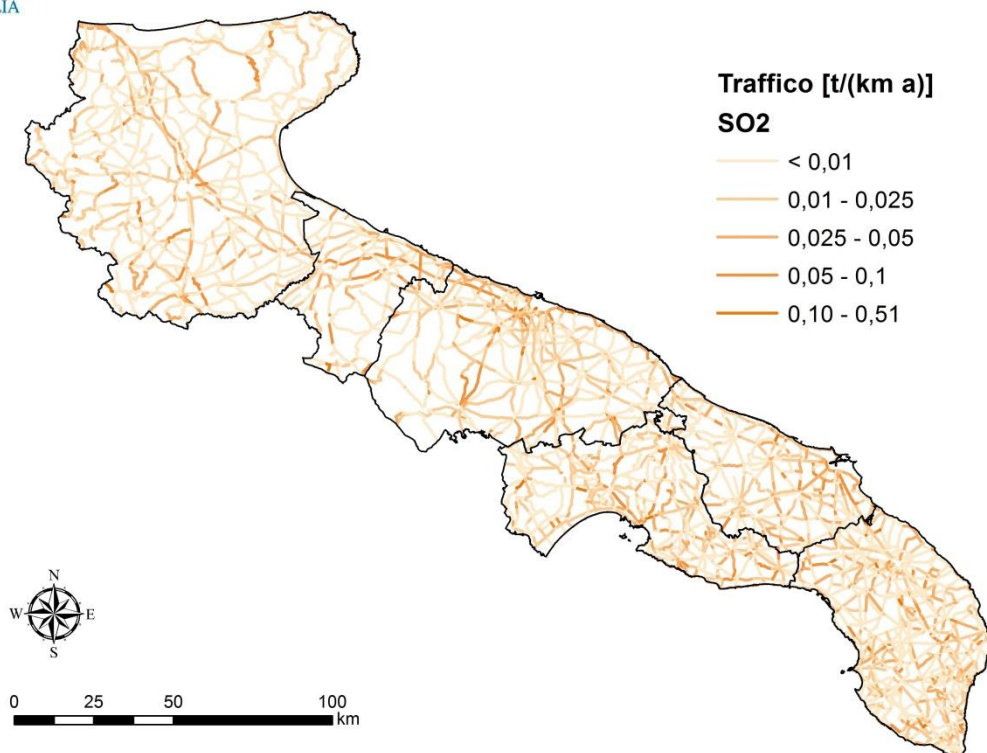 Traffico [t/(km a)]
SO2
< 0,01
0,01 - 0,025
0,025 - 0,05
0,05 - 0,1
0,10 - 0,51
N
W E
S
0 25 50 100
km